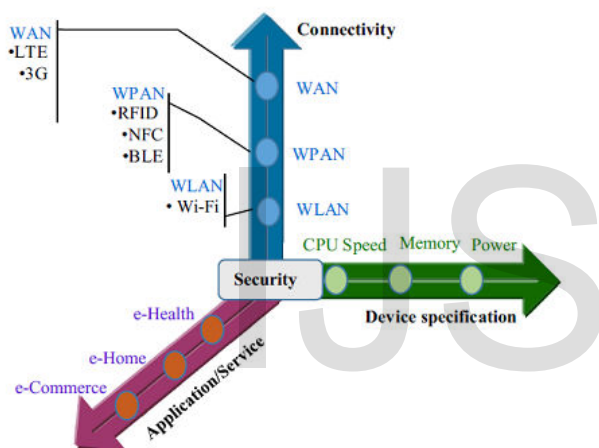 Connectivity
WAN
•LTE
•3G
WAN
WPAN
•RFID
•NFC
•BLE
WPAN
WLAN
• Wi-Fi
WLAN
CPU Speed Memory Power
Security
Device specification
e-Health
e-Home
e-Commerce
Application/Service
IJS